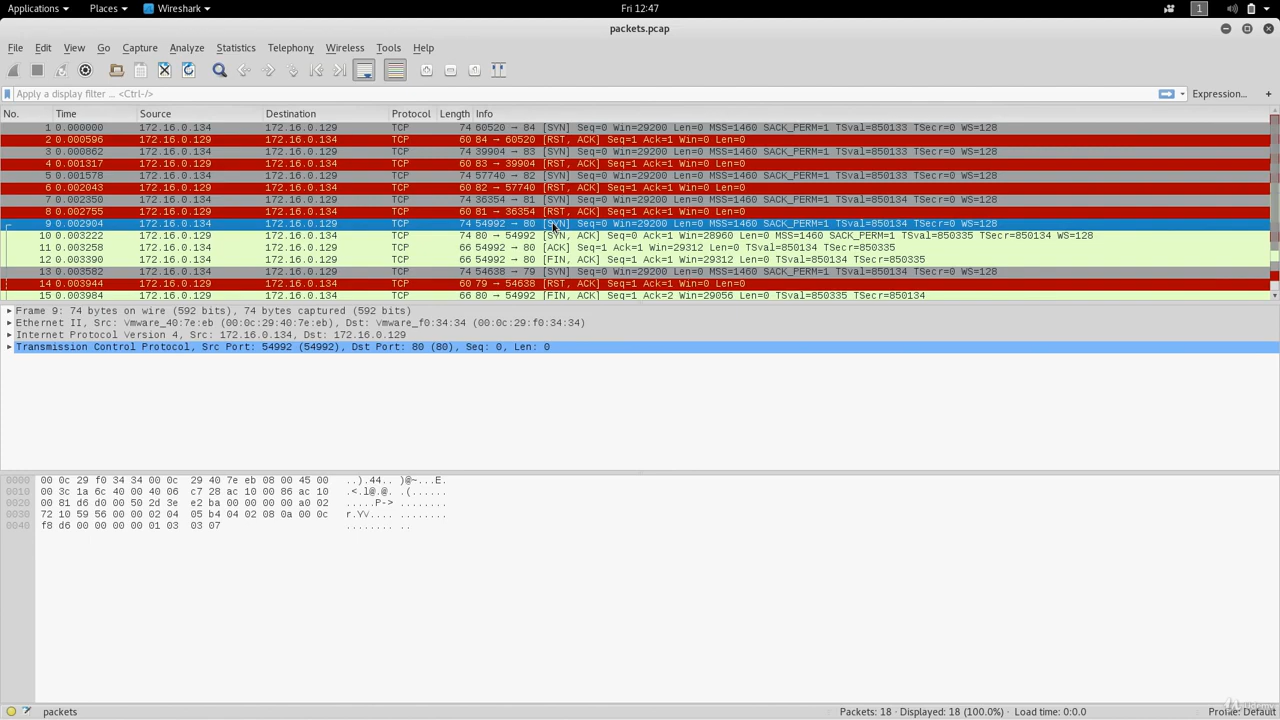 Applications Places Wireshark Fri 12:47 1
packets.pcap
File Edit View Go Capture Analyze Statistics Telephony Wireless Tools Help
Apply a display filter ... <Ctrl-/> Expression... +
No. Time Source Destination Protocol Length Info
1 0.000000 172.16.0.134 172.16.0.129 TCP 74 60520 → 84 [SYN] Seq=0 Win=29200 Len=0 MSS=1460 SACK_PERM=1 TSval=850133 TSecr=0 WS=128
2 0.000596 172.16.0.129 172.16.0.134 TCP 60 84 → 60520 [RST, ACK] Seq=1 Ack=1 Win=0 Len=0
3 0.000862 172.16.0.134 172.16.0.129 TCP 74 39904 → 83 [SYN] Seq=0 Win=29200 Len=0 MSS=1460 SACK_PERM=1 TSval=850133 TSecr=0 WS=128
4 0.001317 172.16.0.129 172.16.0.134 TCP 60 83 → 39904 [RST, ACK] Seq=1 Ack=1 Win=0 Len=0
5 0.001578 172.16.0.134 172.16.0.129 TCP 74 57740 → 82 [SYN] Seq=0 Win=29200 Len=0 MSS=1460 SACK_PERM=1 TSval=850133 TSecr=0 WS=128
6 0.002043 172.16.0.129 172.16.0.134 TCP 60 82 → 57740 [RST, ACK] Seq=1 Ack=1 Win=0 Len=0
7 0.002350 172.16.0.134 172.16.0.129 TCP 74 36354 → 81 [SYN] Seq=0 Win=29200 Len=0 MSS=1460 SACK_PERM=1 TSval=850134 TSecr=0 WS=128
8 0.002755 172.16.0.129 172.16.0.134 TCP 60 81 → 36354 [RST, ACK] Seq=1 Ack=1 Win=0 Len=0
9 0.002904 172.16.0.134 172.16.0.129 TCP 74 54992 → 80 [SYN] Seq=0 Win=29200 Len=0 MSS=1460 SACK_PERM=1 TSval=850134 TSecr=0 WS=128
10 0.003222 172.16.0.129 172.16.0.134 TCP 74 80 → 54992 [SYN, ACK] Seq=0 Ack=1 Win=28960 Len=0 MSS=1460 SACK_PERM=1 TSval=850335 TSecr=850134 WS=128
11 0.003258 172.16.0.134 172.16.0.129 TCP 66 54992 → 80 [ACK] Seq=1 Ack=1 Win=29312 Len=0 TSval=850134 TSecr=850335
12 0.003390 172.16.0.134 172.16.0.129 TCP 66 54992 → 80 [FIN, ACK] Seq=1 Ack=1 Win=29312 Len=0 TSval=850134 TSecr=850335
13 0.003582 172.16.0.134 172.16.0.129 TCP 74 54638 → 79 [SYN] Seq=0 Win=29200 Len=0 MSS=1460 SACK_PERM=1 TSval=850134 TSecr=0 WS=128
14 0.003944 172.16.0.129 172.16.0.134 TCP 60 79 → 54638 [RST, ACK] Seq=1 Ack=1 Win=0 Len=0
15 0.003984 172.16.0.129 172.16.0.134 TCP 66 80 → 54992 [FIN, ACK] Seq=1 Ack=2 Win=29056 Len=0 TSval=850335 TSecr=850134
Frame 9: 74 bytes on wire (592 bits), 74 bytes captured (592 bits)
Ethernet II, Src: Vmware_40:7e:eb (00:0c:29:40:7e:eb), Dst: Vmware_f0:34:34 (00:0c:29:f0:34:34)
Internet Protocol Version 4, Src: 172.16.0.134, Dst: 172.16.0.129
Transmission Control Protocol, Src Port: 54992 (54992), Dst Port: 80 (80), Seq: 0, Len: 0
0000 00 0c 29 f0 34 34 00 0c 29 40 7e eb 08 00 45 00 ..).44.. )@~...E.
0010 00 3c 1a 6c 40 00 40 06 c7 28 ac 10 00 86 ac 10 .<.l@.@. .(......
0020 00 81 d6 d0 00 50 2d 3e e2 ba 00 00 00 00 a0 02 .....P-> ........
0030 72 10 59 56 00 00 02 04 05 b4 04 02 08 0a 00 0c r.YV.... ........
0040 f8 d6 00 00 00 00 01 03 03 07 ........ ..
packets Packets: 18 · Displayed: 18 (100.0%) · Load time: 0:0.0 Profile: Default